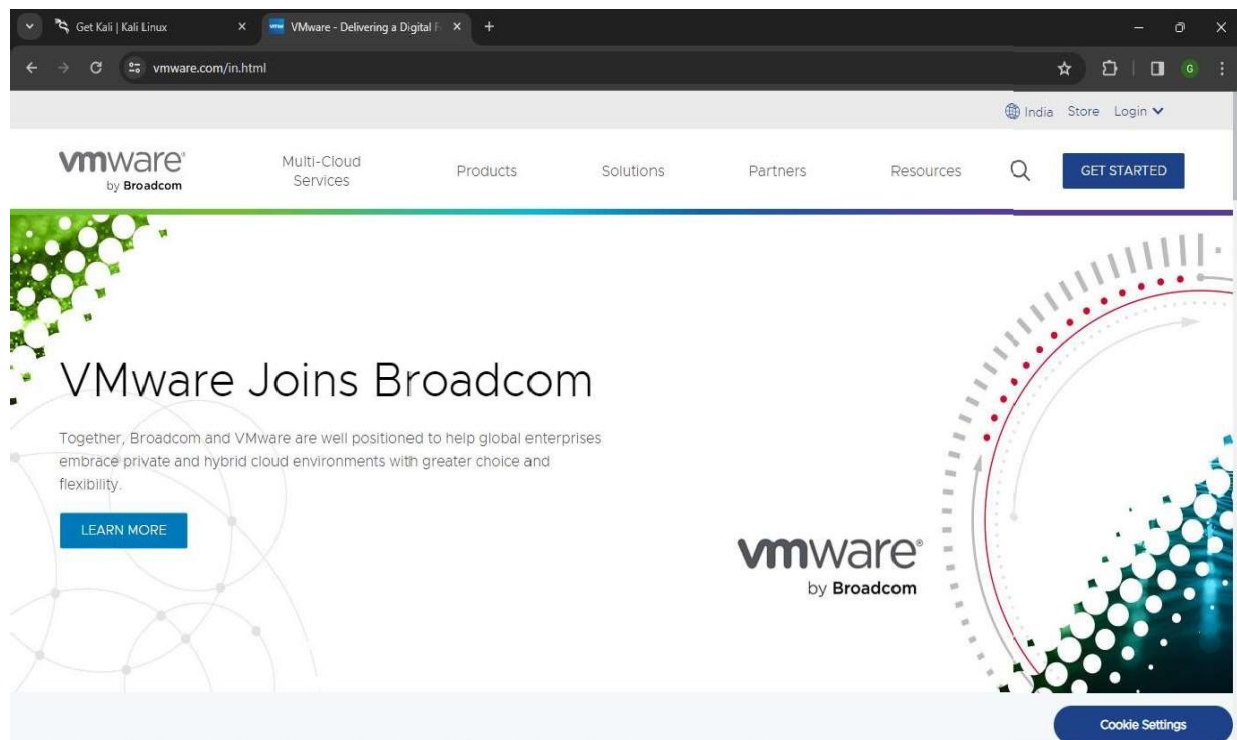 Get Kali | Kali Linux
VMware - Delivering a Digital F
vmware.com/in.html
G
India Store Login
vmware®
by Broadcom
Multi-Cloud
Services
Products
Solutions
Partners
Resources
GET STARTED
VMware Joins Broadcom
Together, Broadcom and VMware are well positioned to help global enterprises
embrace private and hybrid cloud environments with greater choice and
flexibility.
LEARN MORE
vmware®
by Broadcom
Cookie Settings